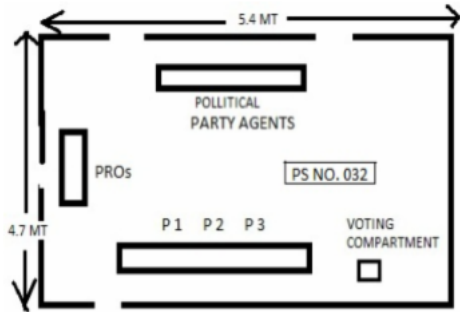 5.4 MT
POLLITICAL
PARTY AGENTS
PROs
PS NO. 032
4.7 MT
P 1 P 2 P 3
VOTING
COMPARTMENT